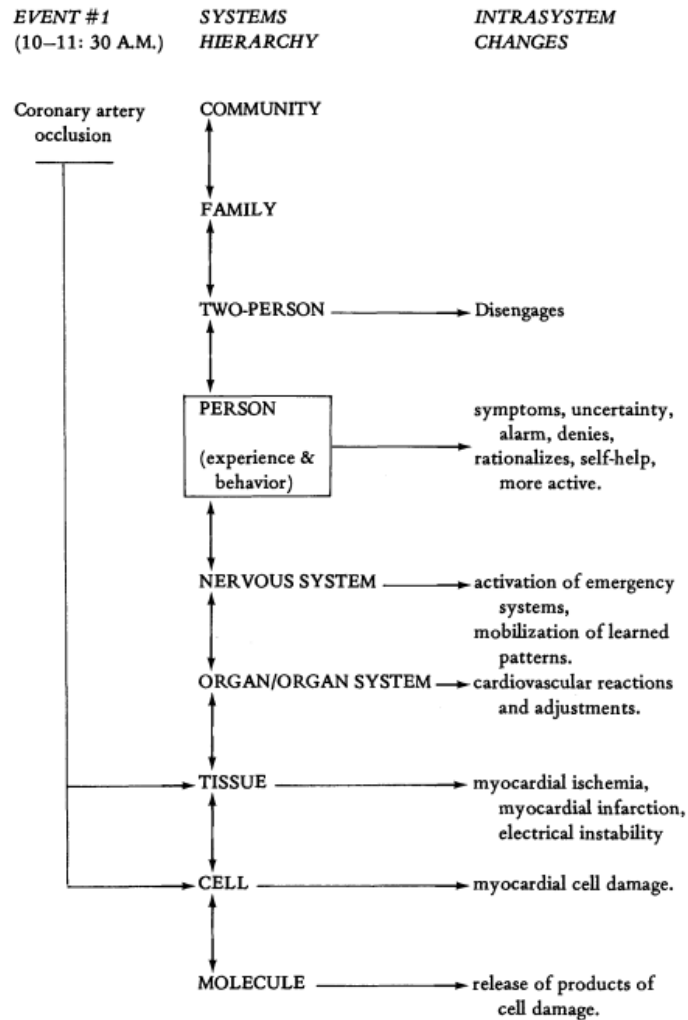 EVENT #1
(10–11: 30 A.M.)
SYSTEMS
HIERARCHY
INTRASYSTEM
CHANGES
Coronary artery
occlusion
COMMUNITY
FAMILY
TWO-PERSON
Disengages
PERSON
(experience &
behavior)
symptoms, uncertainty,
alarm, denies,
rationalizes, self-help,
more active.
NERVOUS SYSTEM
activation of emergency
systems,
mobilization of learned
patterns.
ORGAN/ORGAN SYSTEM
cardiovascular reactions
and adjustments.
TISSUE
myocardial ischemia,
myocardial infarction,
electrical instability
CELL
myocardial cell damage.
MOLECULE
release of products of
cell damage.